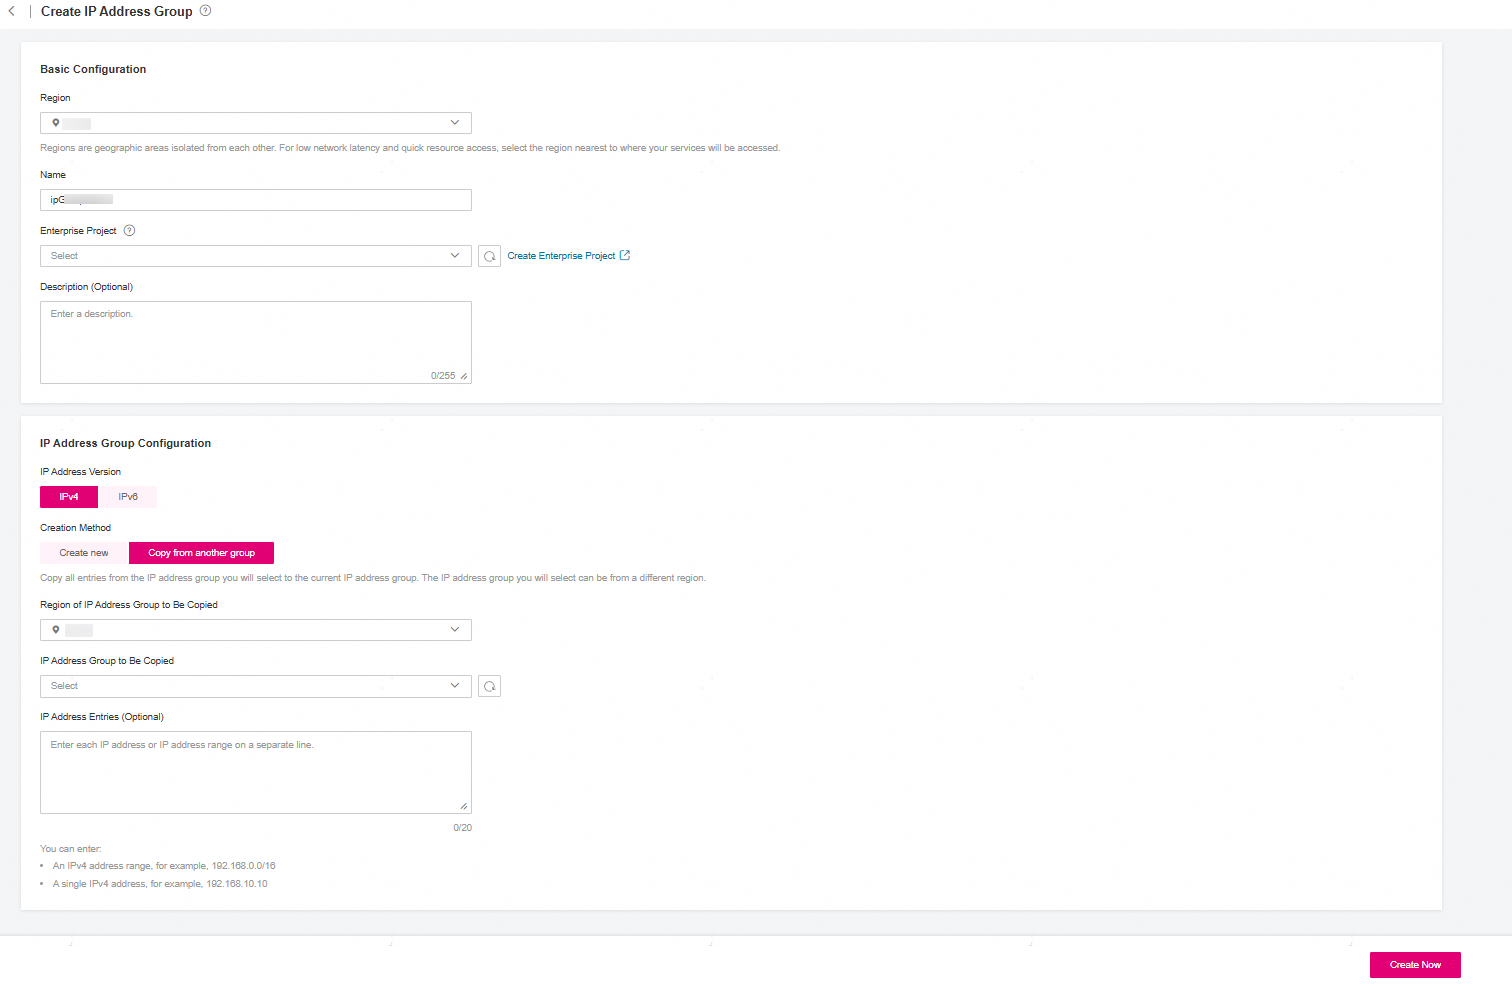 Create IP Address Group
Basic Configuration
Region
Regions are geographic areas isolated from each other. For low network latency and quick resource access, select the region nearest to where your services will be accessed.
Name
Enterprise Project
Select
Create Enterprise Project
Description (Optional)
Enter a description.
0/255
IP Address Group Configuration
IP Address Version
IPv4 IPv6
Creation Method
Create new Copy from another group
Copy all entries from the IP address group you will select to the current IP address group. The IP address group you will select can be from a different region.
Region of IP Address Group to Be Copied
IP Address Group to Be Copied
Select
IP Address Entries (Optional)
Enter each IP address or IP address range on a separate line.
0/20
You can enter:
• An IPv4 address range, for example, 192.168.0.0/16
• A single IPv4 address, for example, 192.168.10.10
Create Now